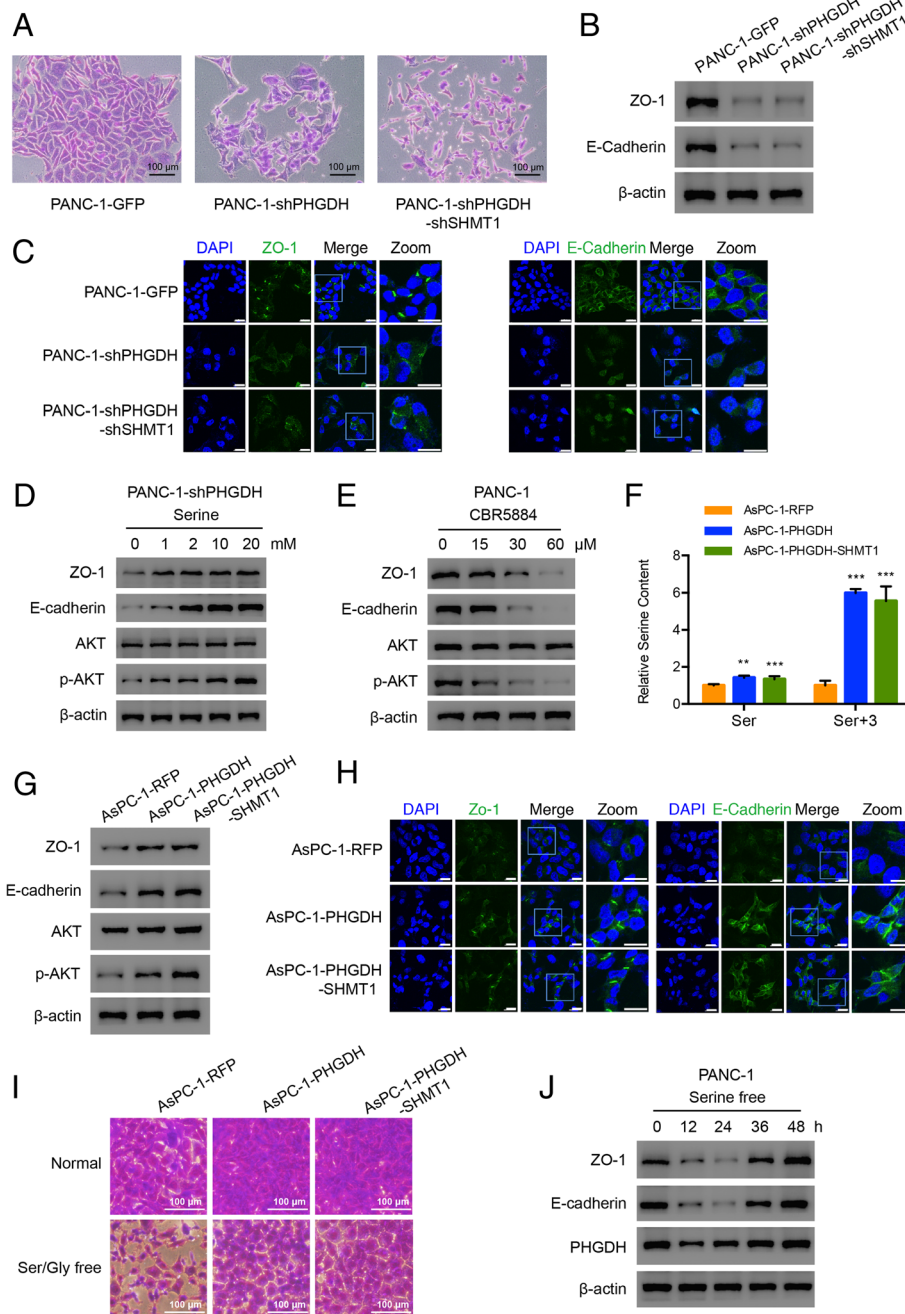 A
100 μm
100 μm
100 μm
PANC-1-GFP
PANC-1-shPHGDH
PANC-1-shPHGDH
-shSHMT1
B
PANC-1-GFP
PANC-1-shPHGDH
PANC-1-shPHGDH
-shSHMT1
ZO-1
E-Cadherin
β-actin
C
DAPI ZO-1 Merge Zoom
DAPI E-Cadherin Merge Zoom
PANC-1-GFP
PANC-1-shPHGDH
PANC-1-shPHGDH
-shSHMT1
D
PANC-1-shPHGDH
Serine
0 1 2 10 20 mM
ZO-1
E-cadherin
AKT
p-AKT
β-actin
E
PANC-1
CBR5884
0 15 30 60 μM
ZO-1
E-cadherin
AKT
p-AKT
β-actin
F
AsPC-1-RFP
AsPC-1-PHGDH
AsPC-1-PHGDH-SHMT1
Relative Serine Content
8
6
4
2
0
** ***
*** ***
Ser Ser+3
G
AsPC-1-RFP
AsPC-1-PHGDH
AsPC-1-PHGDH
-SHMT1
ZO-1
E-cadherin
AKT
p-AKT
β-actin
H
DAPI Zo-1 Merge Zoom
DAPI E-Cadherin Merge Zoom
AsPC-1-RFP
AsPC-1-PHGDH
AsPC-1-PHGDH
-SHMT1
I
AsPC-1-RFP
AsPC-1-PHGDH
AsPC-1-PHGDH
-SHMT1
Normal
100 μm
100 μm
100 μm
Ser/Gly free
100 μm
100 μm
100 μm
J
PANC-1
Serine free
0 12 24 36 48 h
ZO-1
E-cadherin
PHGDH
β-actin